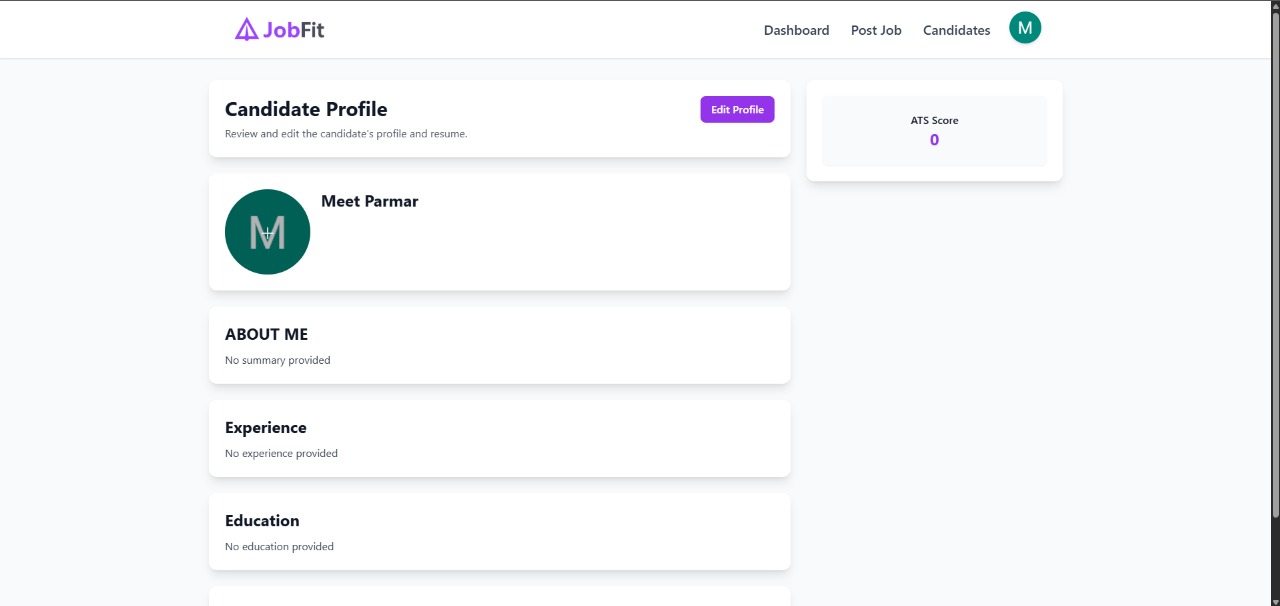 JobFit
Dashboard Post Job Candidates M
Candidate Profile
Edit Profile
Review and edit the candidate's profile and resume.
ATS Score
0
M
Meet Parmar
ABOUT ME
No summary provided
Experience
No experience provided
Education
No education provided